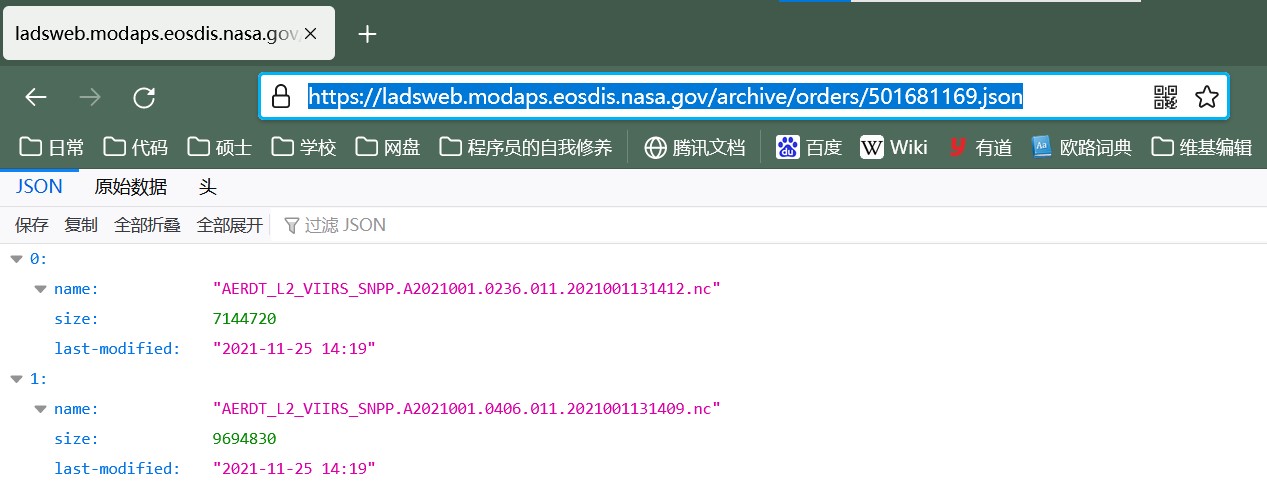 ladsweb.modaps.eosdis.nasa.gov/
https://ladsweb.modaps.eosdis.nasa.gov/archive/orders/501681169.json
日常 代码 硕士 学校 网盘 程序员的自我修养 腾讯文档 百度 W Wiki y 有道 Aa 欧路词典 维基编辑
JSON 原始数据 头
保存 复制 全部折叠 全部展开 过滤 JSON
0:
name: "AERDT_L2_VIIRS_SNPP.A2021001.0236.011.2021001131412.nc"
size: 7144720
last-modified: "2021-11-25 14:19"
1:
name: "AERDT_L2_VIIRS_SNPP.A2021001.0406.011.2021001131409.nc"
size: 9694830
last-modified: "2021-11-25 14:19"